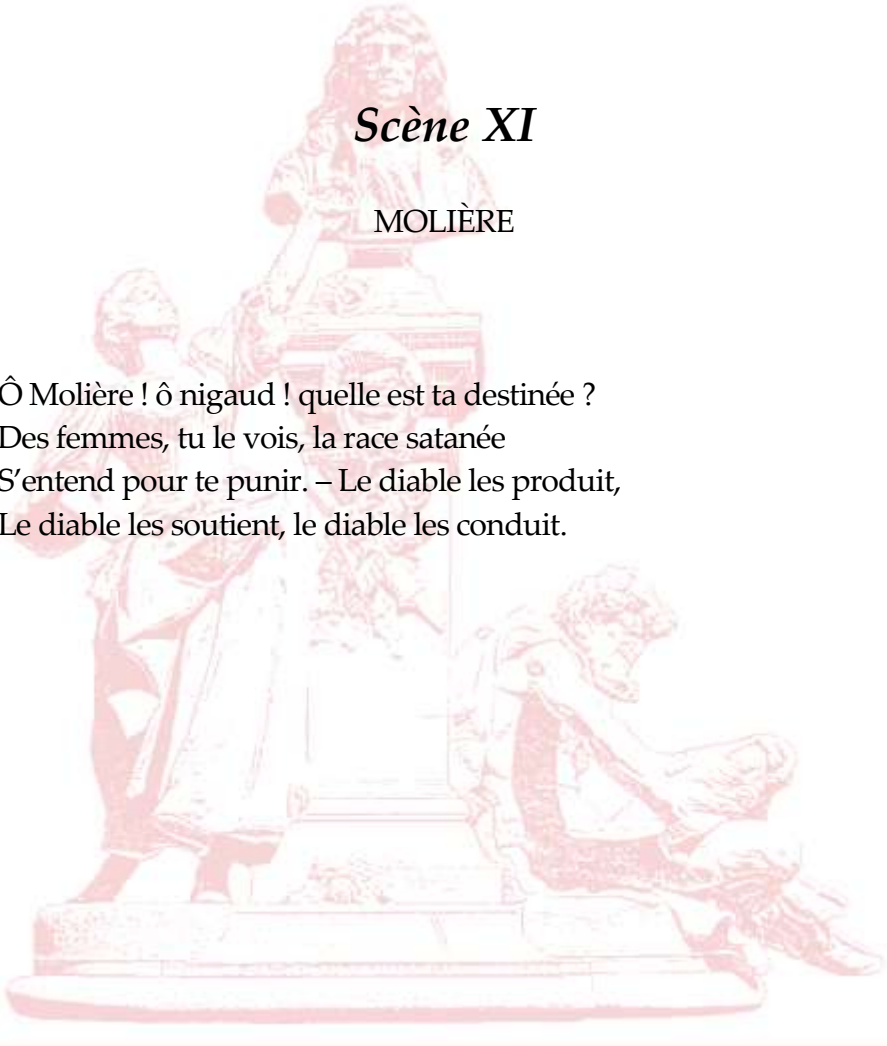 Scène XI
MOLIÈRE
Ô Molière ! ô nigaud ! quelle est ta destinée ?
Des femmes, tu le vois, la race satanée
S’entend pour te punir. – Le diable les produit,
Le diable les soutient, le diable les conduit.